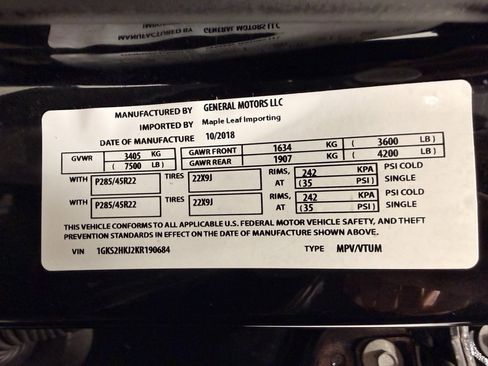 MANUFACTURED BY GENERAL MOTORS LLC
IMPORTED BY Maple Leaf Importing
DATE OF MANUFACTURE 10/2018
GVWR 3405 KG ( 7500 LB ) GAWR FRONT 1634 KG ( 3600 LB )
GAWR REAR 1907 KG ( 4200 LB )
WITH P285/45R22 TIRES 22X9J RIMS, AT 242 KPA (35 PSI ) PSI COLD SINGLE
WITH P285/45R22 TIRES 22X9J RIMS, AT 242 KPA (35 PSI ) PSI COLD SINGLE
THIS VEHICLE CONFORMS TO ALL APPLICABLE U.S. FEDERAL MOTOR VEHICLE SAFETY, AND THEFT
PREVENTION STANDARDS IN EFFECT ON THE DATE OF MANUFACTURE SHOWN ABOVE.
VIN 1GKS2HKJ2KR190684 TYPE MPV/VTUM